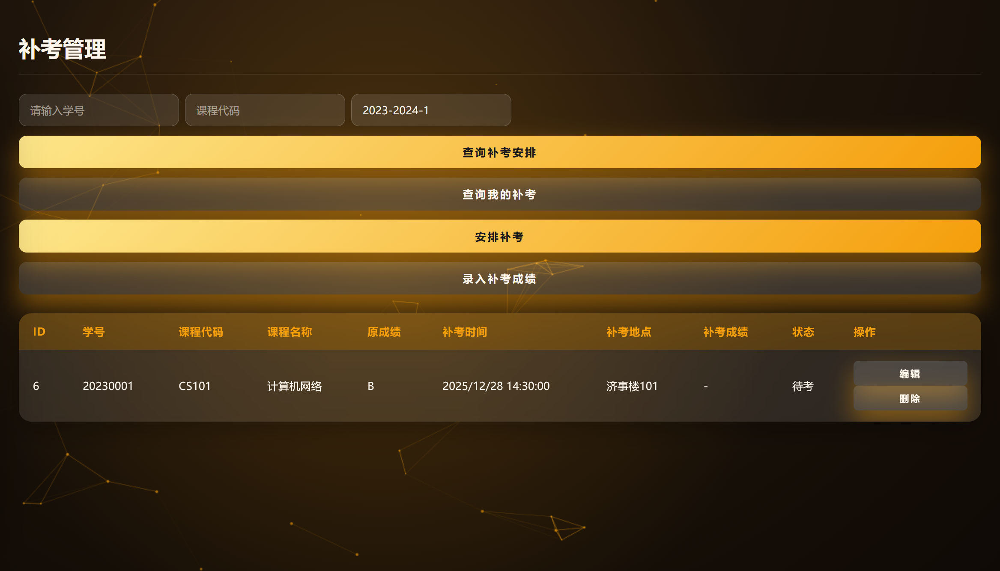 补考管理
请输入学号 课程代码 2023-2024-1
查询补考安排
查询我的补考
安排补考
录入补考成绩
ID 学号 课程代码 课程名称 原成绩 补考时间 补考地点 补考成绩 状态 操作
6 20230001 CS101 计算机网络 B 2025/12/28 14:30:00 济事楼101 - 待考 编辑
删除